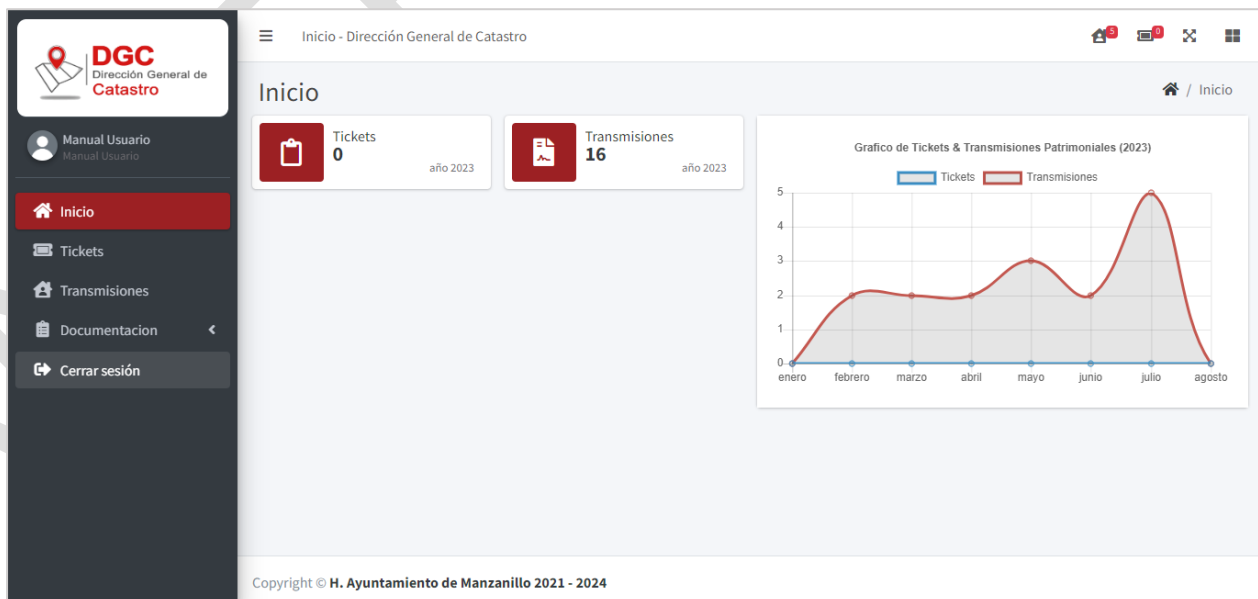 DGC
Dirección General de
Catastro
Manual Usuario
Manual Usuario
Inicio
Tickets
Transmisiones
Documentacion
Cerrar sesión
Inicio - Dirección General de Catastro
5
0
Inicio
/ Inicio
Tickets
0
año 2023
Transmisiones
16
año 2023
Grafico de Tickets & Transmisiones Patrimoniales (2023)
Tickets Transmisiones
5
4
3
2
1
0
enero febrero marzo abril mayo junio julio agosto
Copyright © H. Ayuntamiento de Manzanillo 2021 - 2024